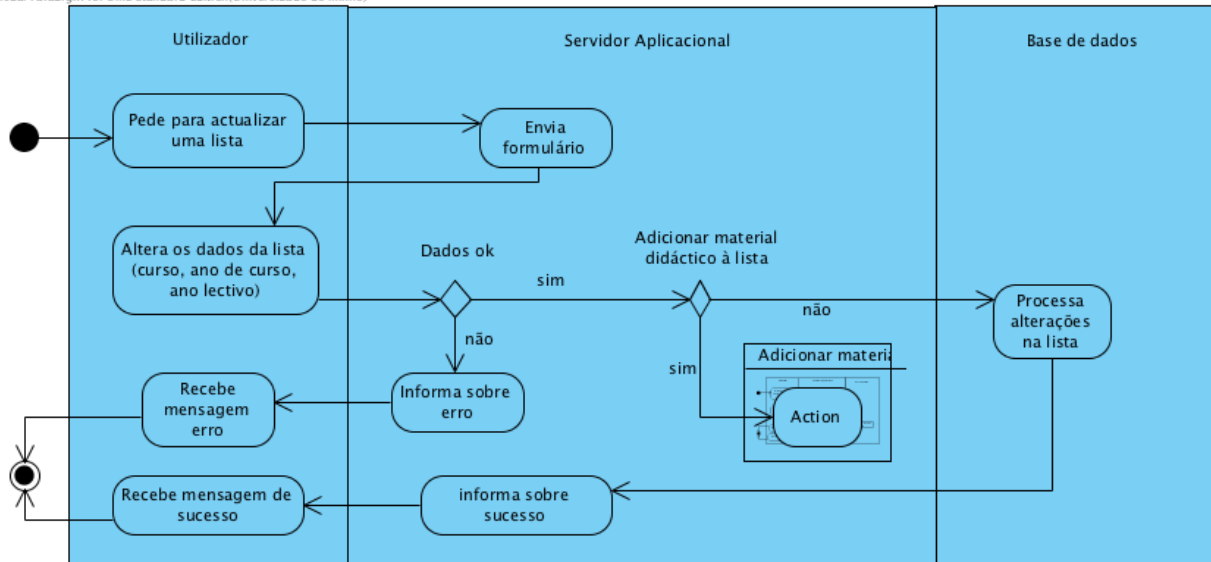 Utilizador
Servidor Aplicacional
Base de dados
Pede para actualizar
uma lista
Envia
formulário
Altera os dados da lista
(curso, ano de curso,
ano lectivo)
Dados ok
sim
Adicionar material
didáctico à lista
não
Processa
alterações
na lista
não
sim
Adicionar materia
Action
Recebe
mensagem
erro
Informa sobre
erro
Recebe mensagem de
sucesso
informa sobre
sucesso